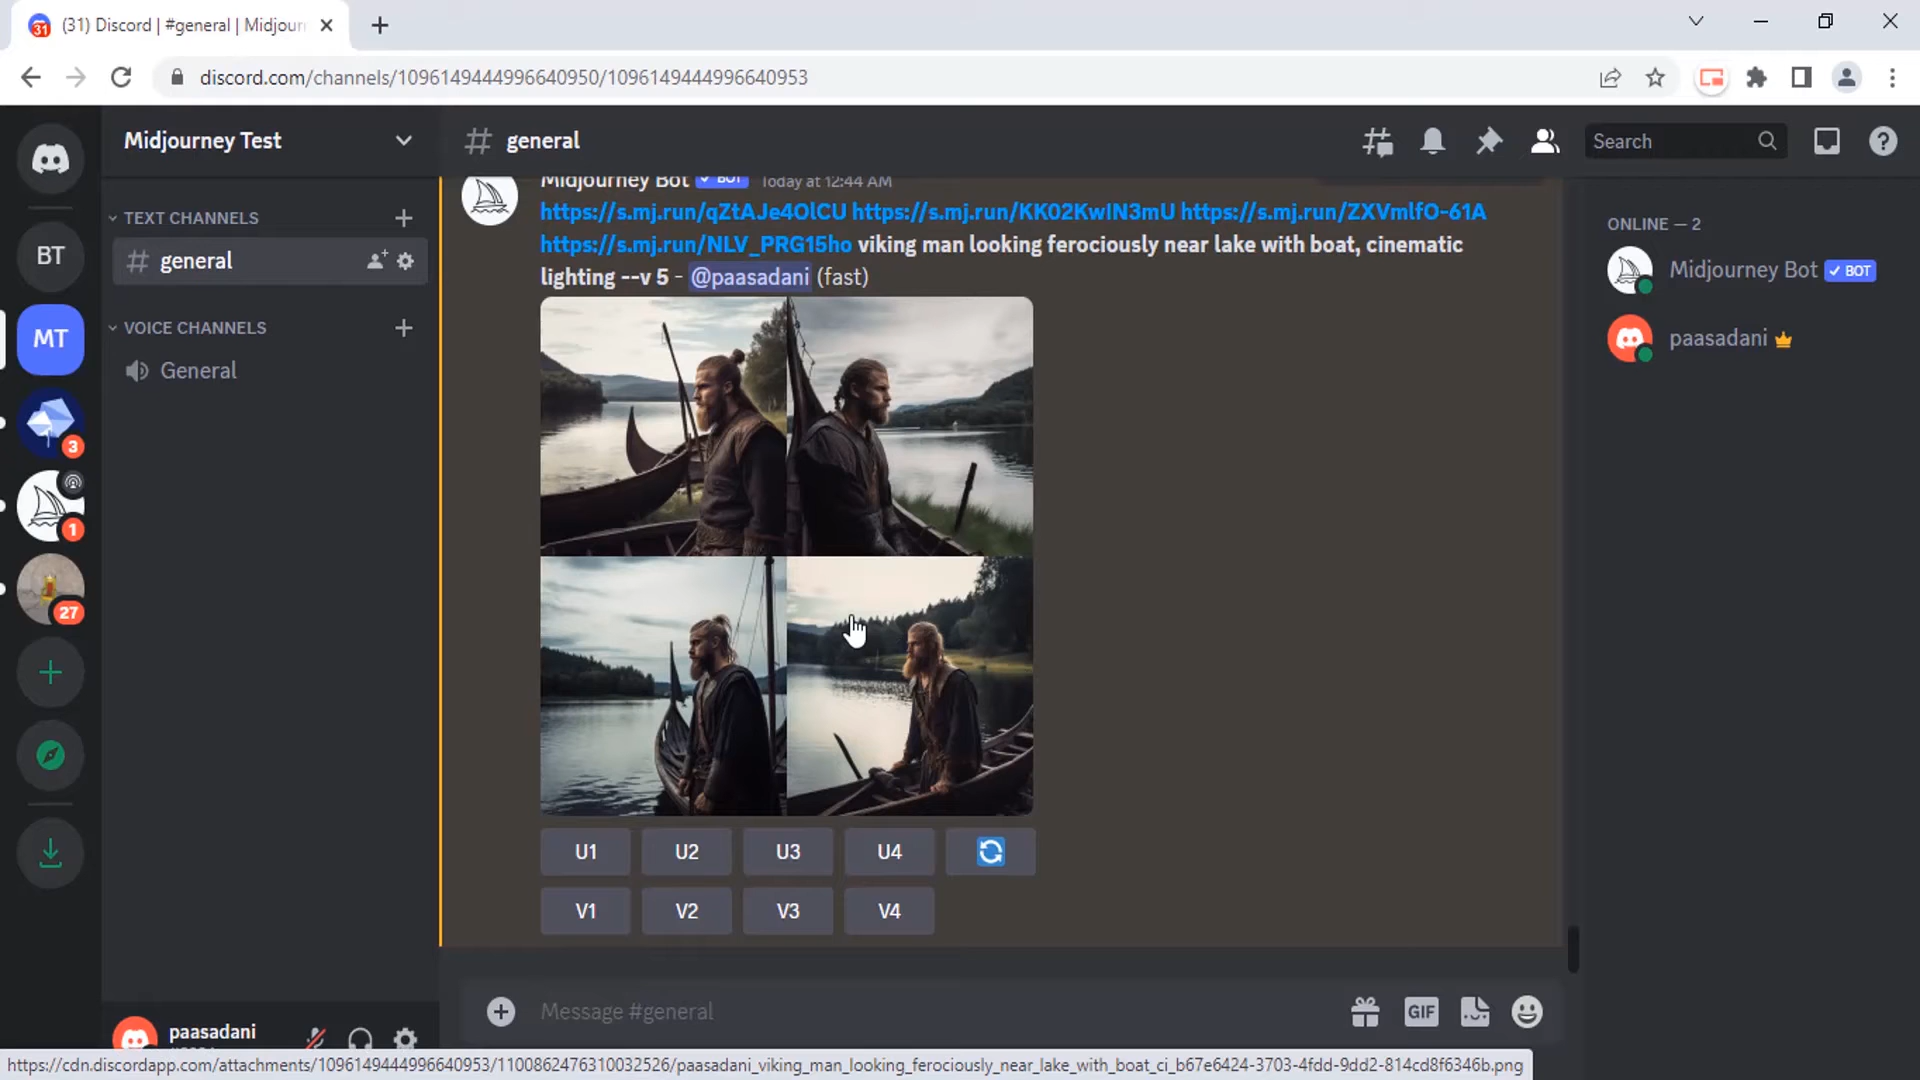 (31) Discord | #general | Midjour
discord.com/channels/1096149444996640950/1096149444996640953
Midjourney Test
general
Search
TEXT CHANNELS
general
VOICE CHANNELS
General
BT
MT
3
1
27
Midjourney Bot ✓ BOT Today at 12:44 AM
https://s.mj.run/qZtAJe4OlCU https://s.mj.run/KK02KwIN3mU https://s.mj.run/ZXVmlfO-61A
https://s.mj.run/NLV_PRG15ho viking man looking ferociously near lake with boat, cinematic
lighting --v 5 - @paasadani (fast)
U1 U2 U3 U4
V1 V2 V3 V4
Message #general
GIF
ONLINE — 2
Midjourney Bot ✓ BOT
paasadani
paasadani
https://cdn.discordapp.com/attachments/1096149444996640953/1100862476310032526/paasadani_viking_man_looking_ferociously_near_lake_with_boat_ci_b67e6424-3703-4fdd-9dd2-814cd8f6346b.png